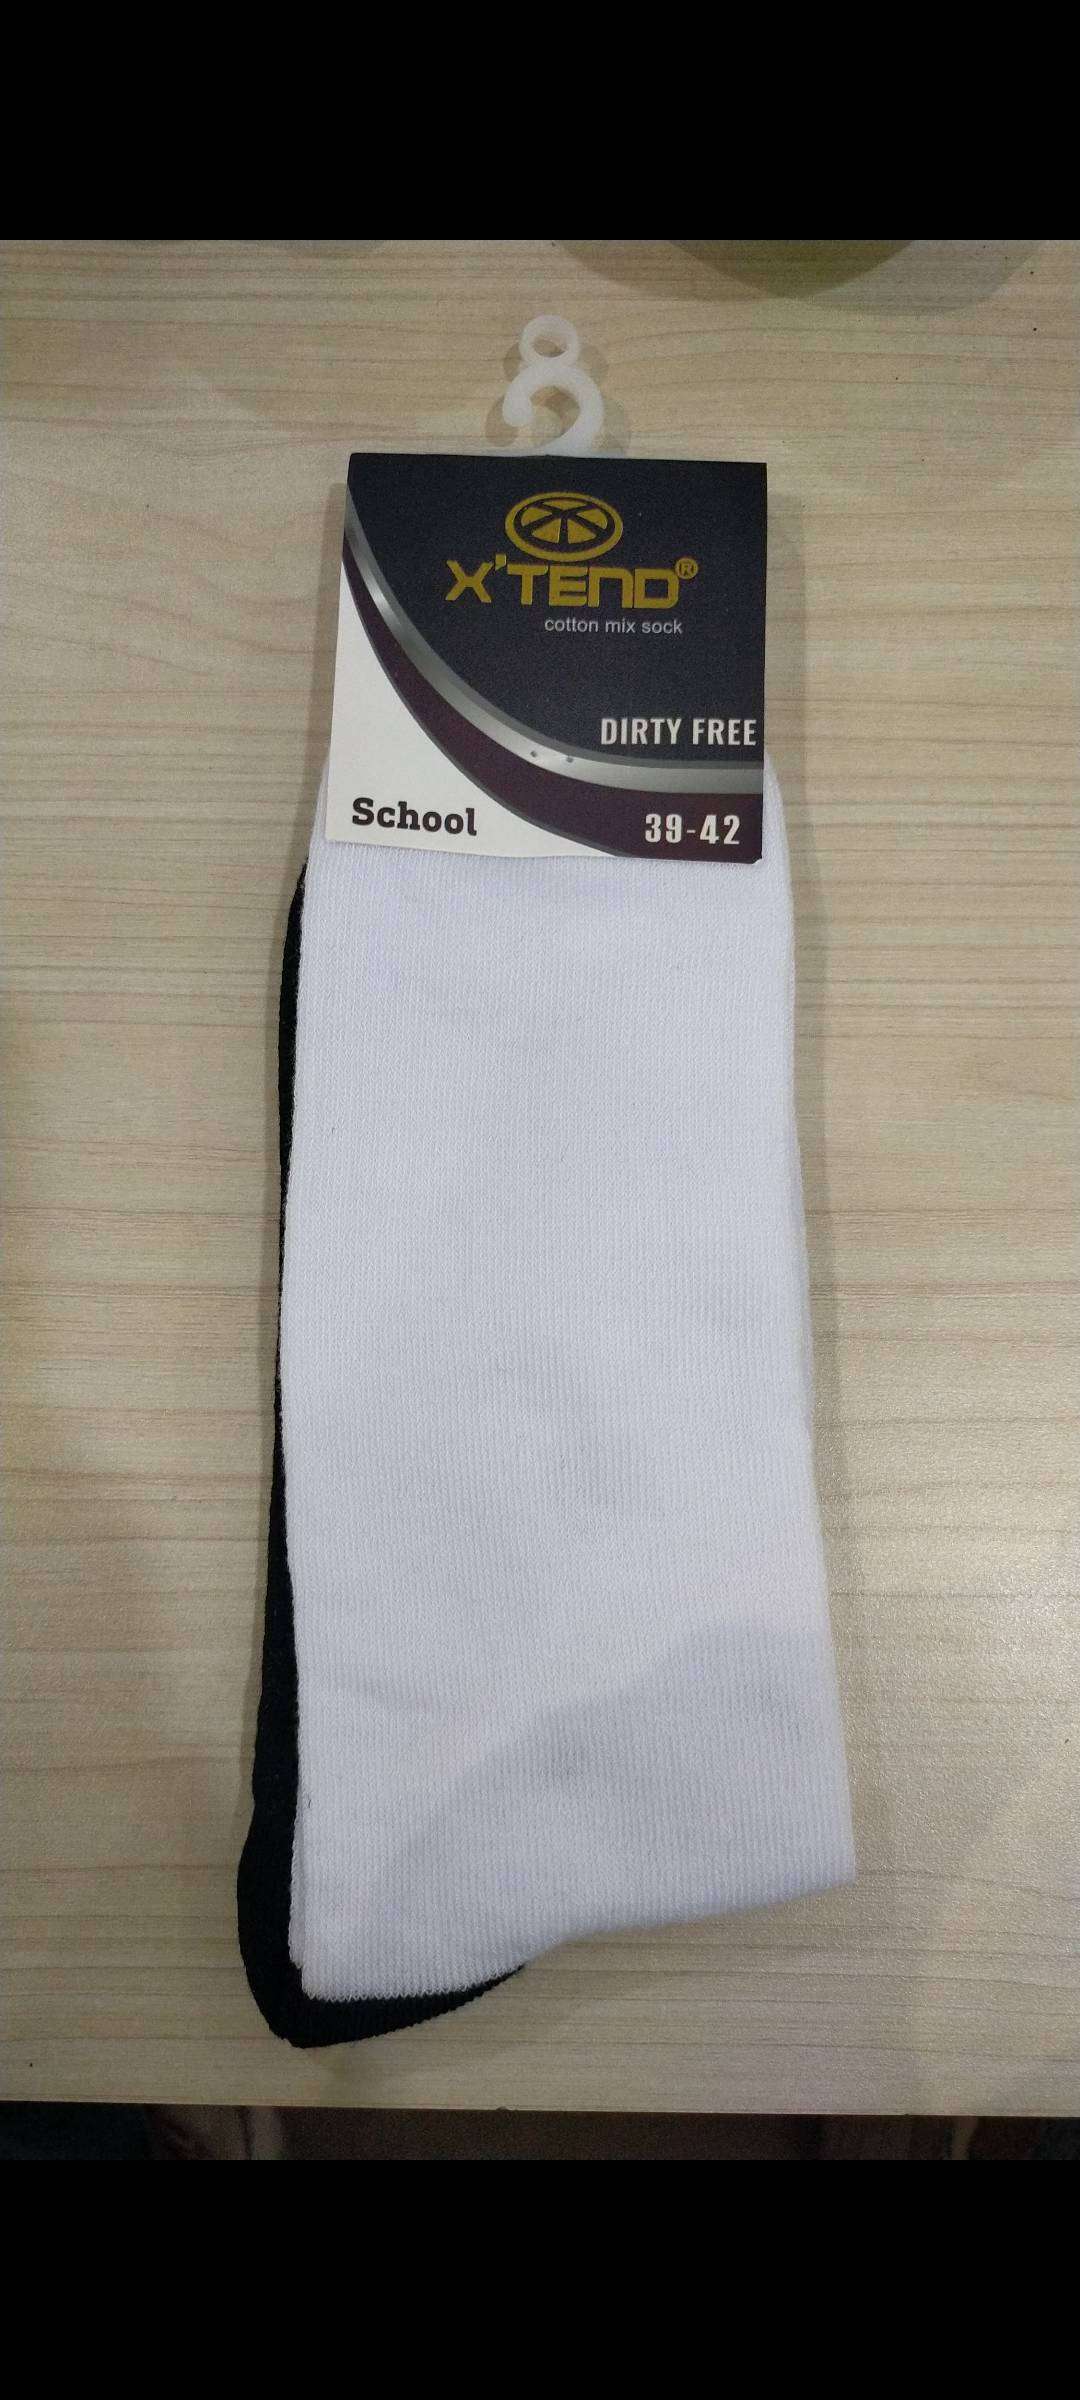 X'TEND®
cotton mix sock
DIRTY FREE
School
39-42